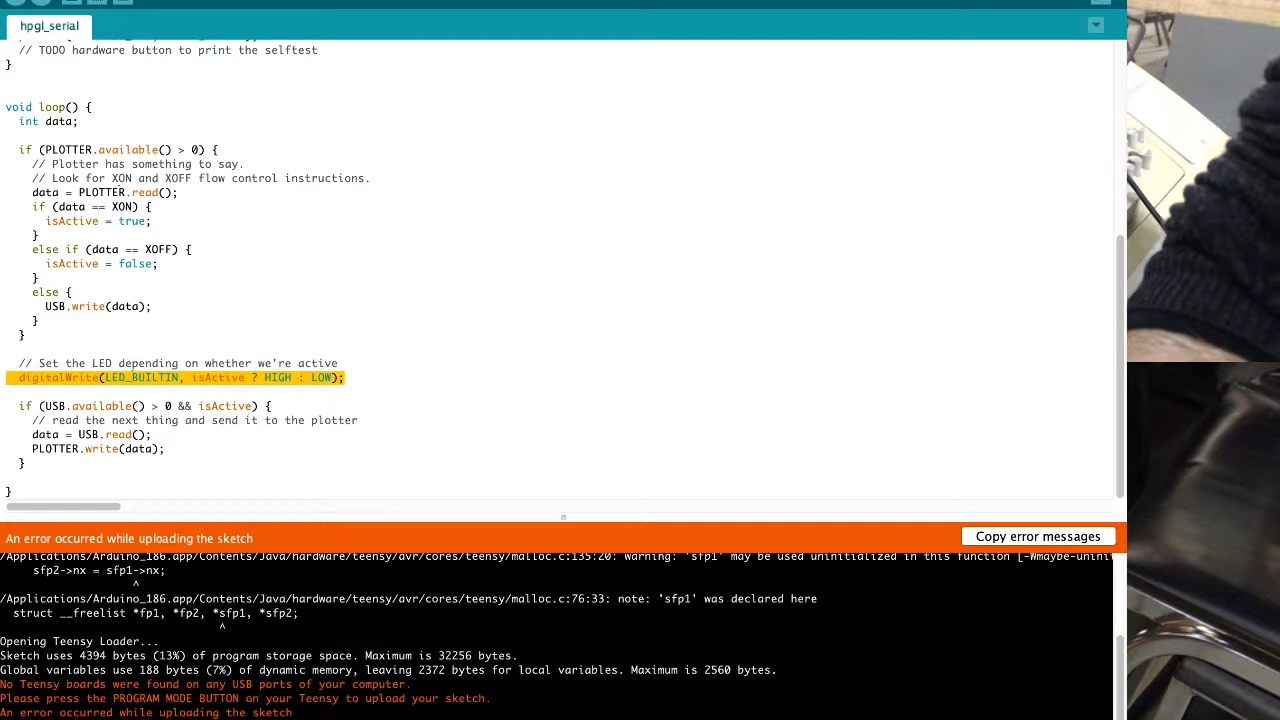 hpgl_serial
// TODO hardware button to print the selftest
}
void loop() {
int data;
if (PLOTTER.available() > 0) {
// Plotter has something to say.
// Look for XON and XOFF flow control instructions.
data = PLOTTER.read();
if (data == XON) {
isActive = true;
}
else if (data == XOFF) {
isActive = false;
}
else {
USB.write(data);
}
}
// Set the LED depending on whether we're active
digitalWrite(LED_BUILTIN, isActive ? HIGH : LOW);
if (USB.available() > 0 && isActive) {
// read the next thing and send it to the plotter
data = USB.read();
PLOTTER.write(data);
}
}
An error occurred while uploading the sketch
Copy error messages
/Applications/Arduino_186.app/Contents/Java/hardware/teensy/avr/cores/teensy/malloc.c:135:20: warning: 'sfp1' may be used uninitialized in this function [-Wmaybe-unini
sfp2->nx = sfp1->nx;
^
/Applications/Arduino_186.app/Contents/Java/hardware/teensy/avr/cores/teensy/malloc.c:76:33: note: 'sfp1' was declared here
struct __freelist *fp1, *fp2, *sfp1, *sfp2;
^
Opening Teensy Loader...
Sketch uses 4394 bytes (13%) of program storage space. Maximum is 32256 bytes.
Global variables use 188 bytes (7%) of dynamic memory, leaving 2372 bytes for local variables. Maximum is 2560 bytes.
No Teensy boards were found on any USB ports of your computer.
Please press the PROGRAM MODE BUTTON on your Teensy to upload your sketch.
An error occurred while uploading the sketch